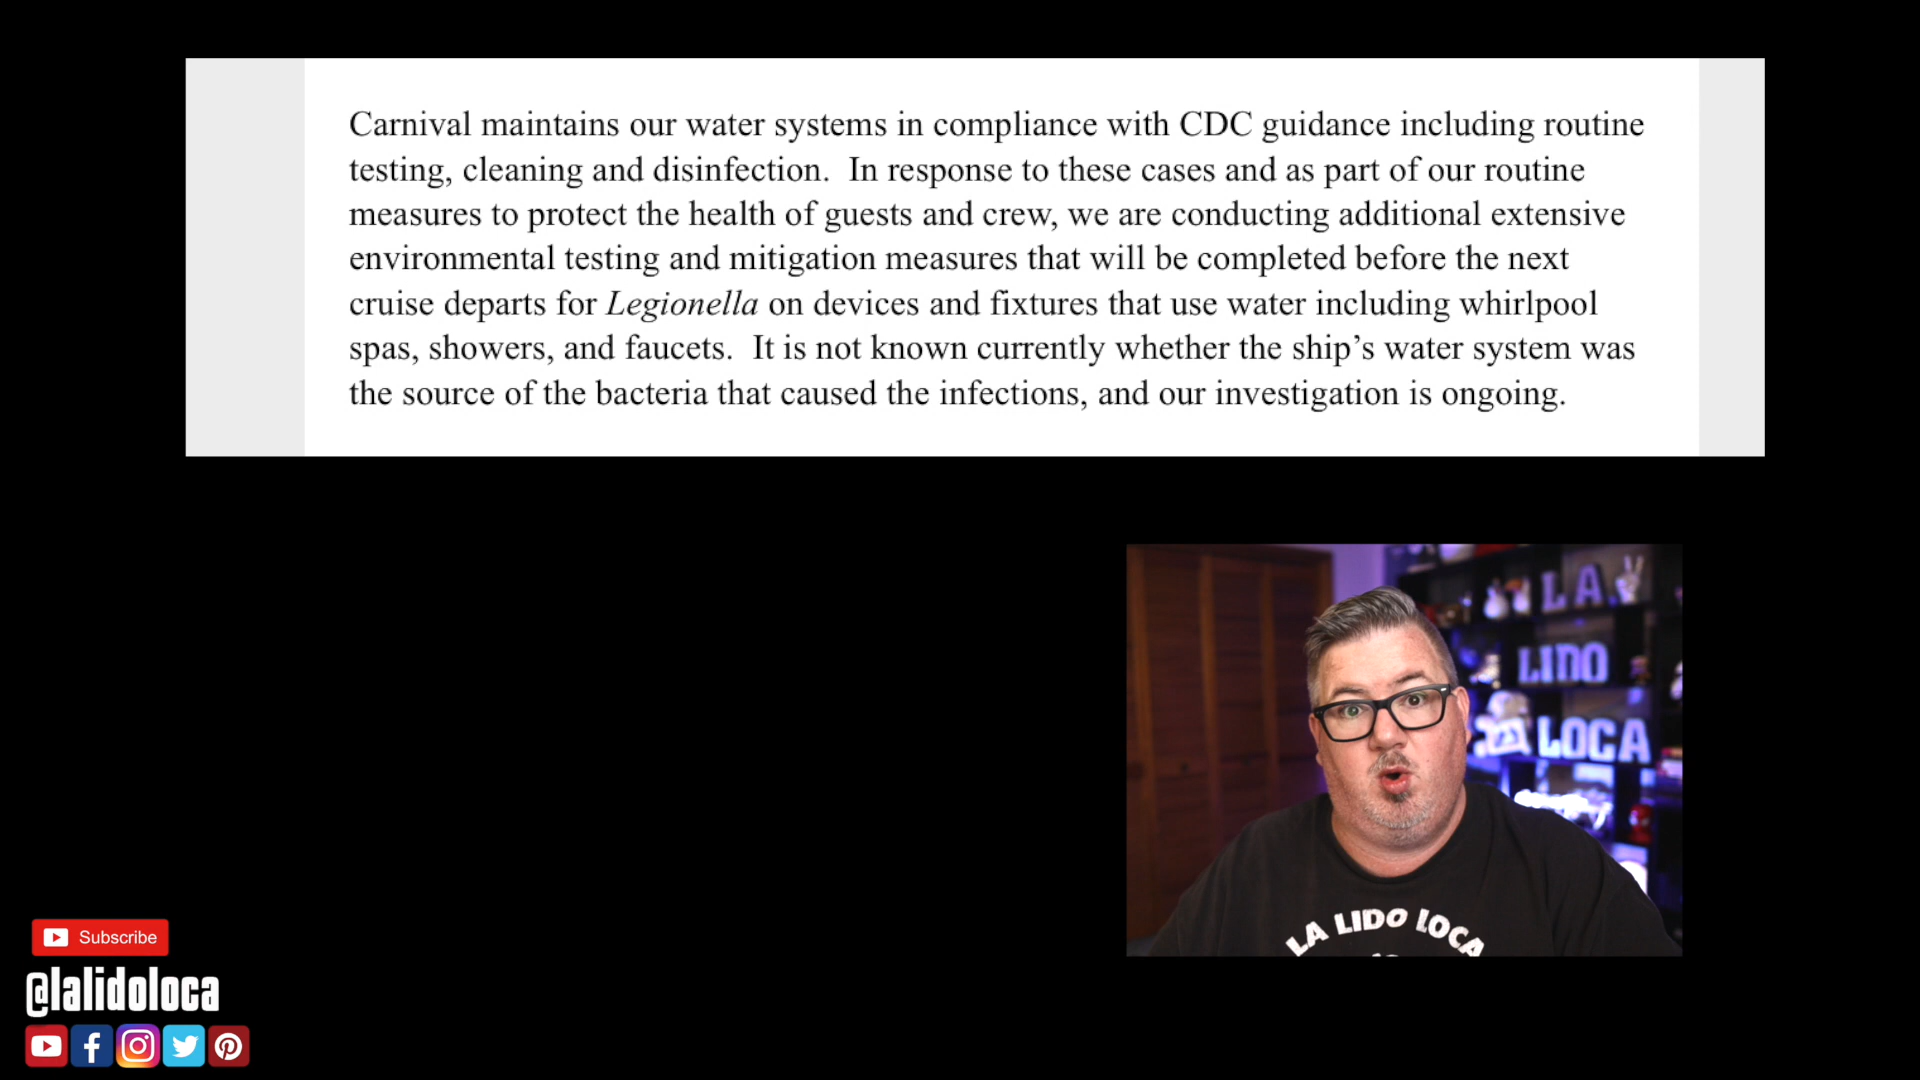 Carnival maintains our water systems in compliance with CDC guidance including routine
testing, cleaning and disinfection.  In response to these cases and as part of our routine
measures to protect the health of guests and crew, we are conducting additional extensive
environmental testing and mitigation measures that will be completed before the next
cruise departs for Legionella on devices and fixtures that use water including whirlpool
spas, showers, and faucets.  It is not known currently whether the ship’s water system was
the source of the bacteria that caused the infections, and our investigation is ongoing.
LA
LIDO
LOCA
LA LIDO LOCA
Subscribe
@lalidoloca